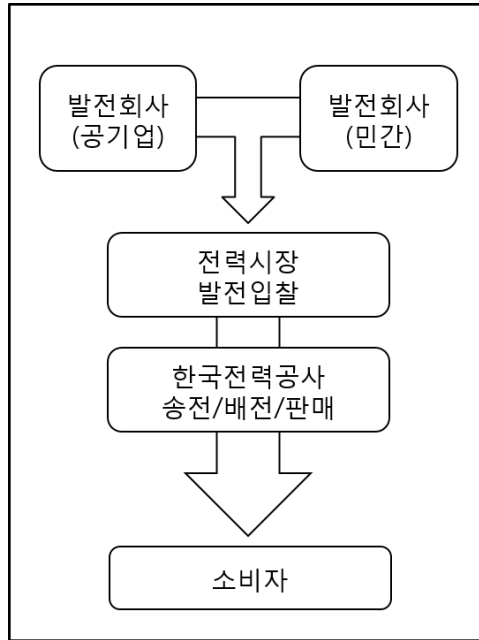 발전회사
(공기업)
발전회사
(민간)
전력시장
발전입찰
한국전력공사
송전/배전/판매
소비자